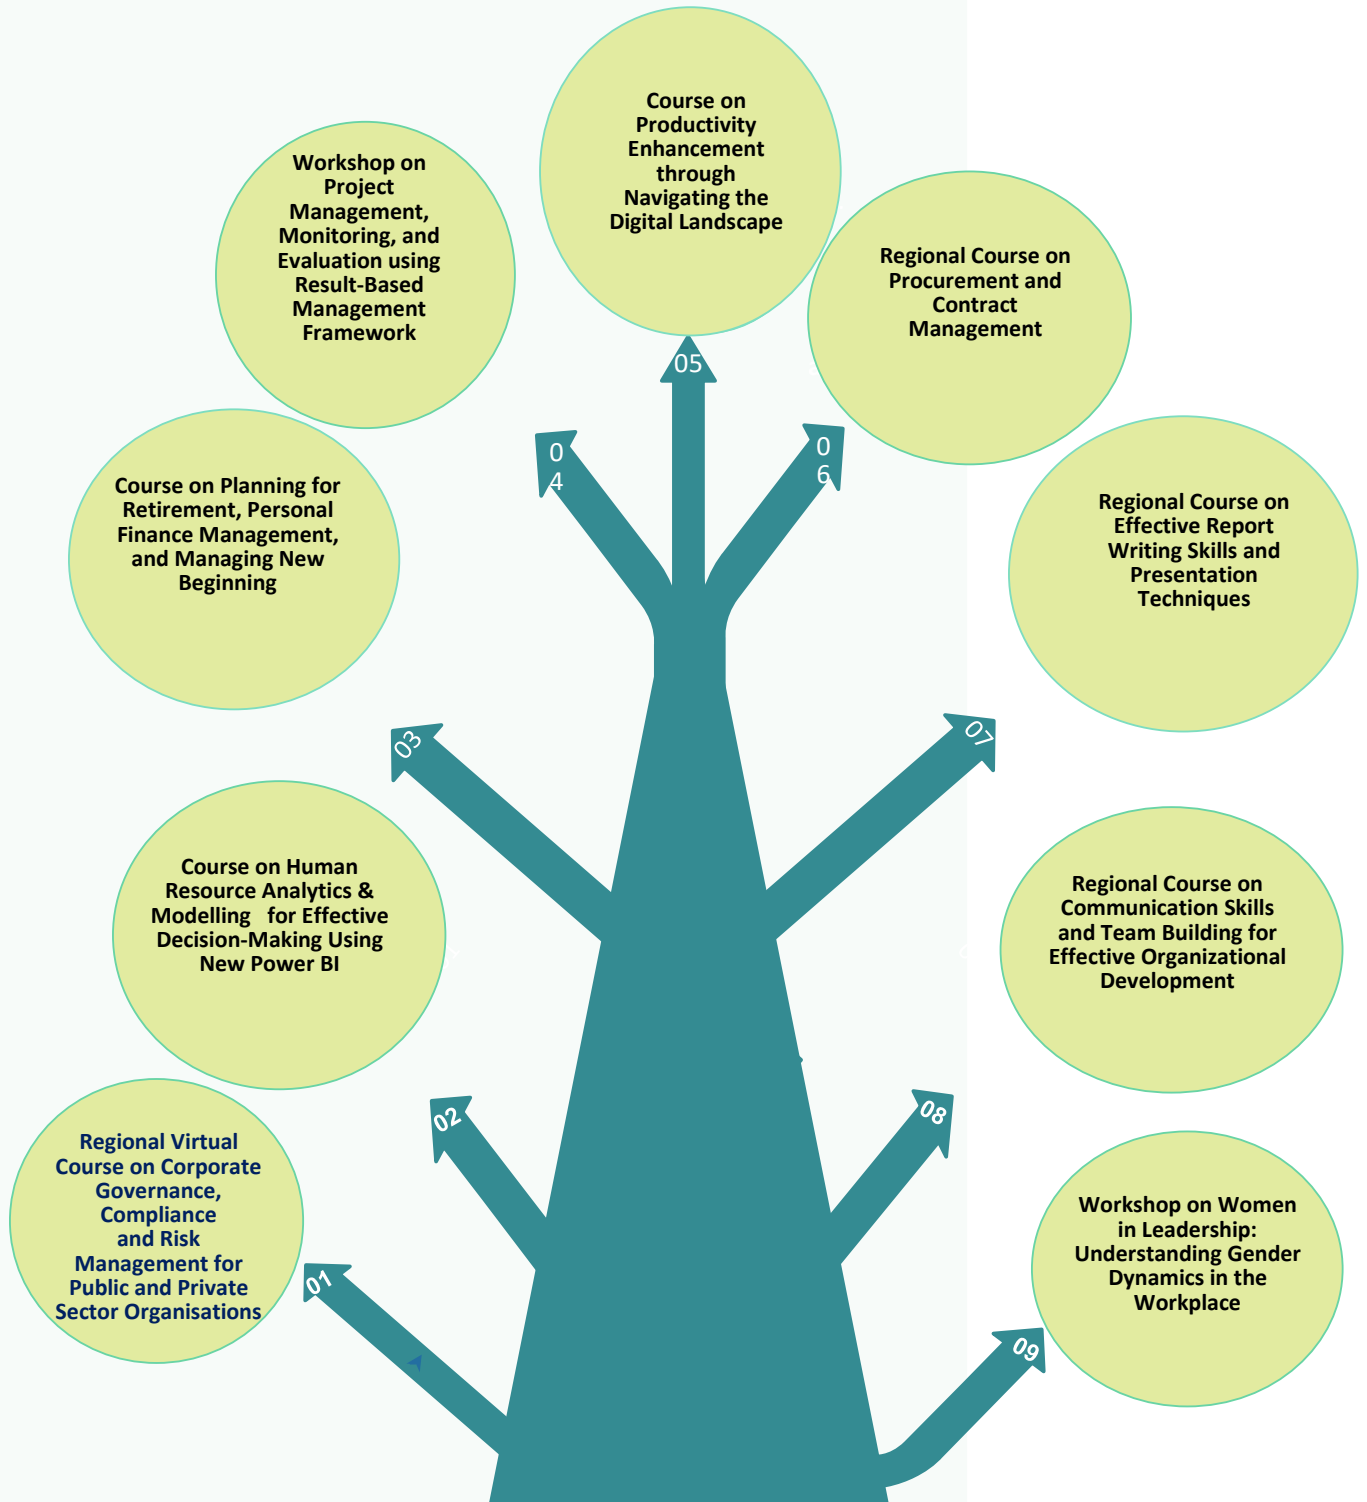 Regional Virtual
Course on Corporate
Governance,
Compliance
and Risk
Management for
Public and Private
Sector Organisations
01
Course on Human
Resource Analytics &
Modelling for Effective
Decision-Making Using
New Power BI
02
Course on Planning for
Retirement, Personal
Finance Management,
and Managing New
Beginning
03
Workshop on
Project
Management,
Monitoring, and
Evaluation using
Result-Based
Management
Framework
0
4
Course on
Productivity
Enhancement
through
Navigating the
Digital Landscape
05
Regional Course on
Procurement and
Contract
Management
0
6
Regional Course on
Effective Report
Writing Skills and
Presentation
Techniques
07
Regional Course on
Communication Skills
and Team Building for
Effective Organizational
Development
08
Workshop on Women
in Leadership:
Understanding Gender
Dynamics in the
Workplace
09